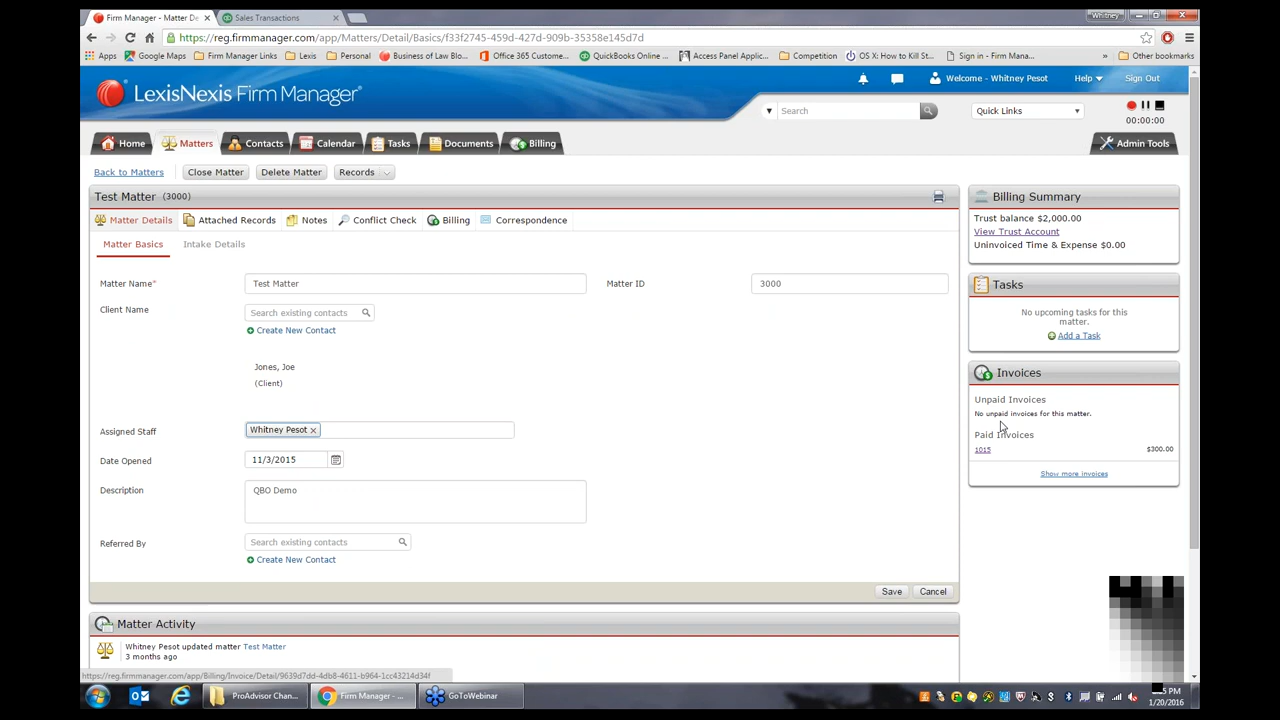 Firm Manager - Matter De
Sales Transactions
Whitney
https://reg.firmmanager.com/app/Matters/Detail/Basics/f33f2745-459d-427d-909b-35358e145d7d
Apps Google Maps Firm Manager Links Lexis Personal Business of Law Blo... Office 365 Custome... QuickBooks Online ... Access Panel Applic... Competition OS X: How to Kill St... Sign in - Firm Mana... » Other bookmarks
Welcome - Whitney Pesot Help Sign Out
LexisNexis Firm Manager
Search Quick Links
00:00:00
Home Matters Contacts Calendar Tasks Documents Billing Admin Tools
Back to Matters Close Matter Delete Matter Records
Test Matter (3000)
Matter Details Attached Records Notes Conflict Check Billing Correspondence
Matter Basics Intake Details
Matter Name* Test Matter Matter ID 3000
Client Name Search existing contacts
Create New Contact
Jones, Joe
(Client)
Assigned Staff Whitney Pesot x
Date Opened 11/3/2015
Description QBO Demo
Referred By Search existing contacts
Create New Contact
Save Cancel
Matter Activity
Whitney Pesot updated matter Test Matter
3 months ago
Billing Summary
Trust balance $2,000.00
View Trust Account
Uninvoiced Time & Expense $0.00
Tasks
No upcoming tasks for this
matter.
Add a Task
Invoices
Unpaid Invoices
No unpaid invoices for this matter.
Paid Invoices
1015 $300.00
Show more invoices
https://reg.firmmanager.com/app/Billing/Invoice/Detail/9639d7dd-4db8-4611-b964-1cc43214d34f
ProAdvisor Chan... Firm Manager - ... GoToWebinar
PM
1/20/2016